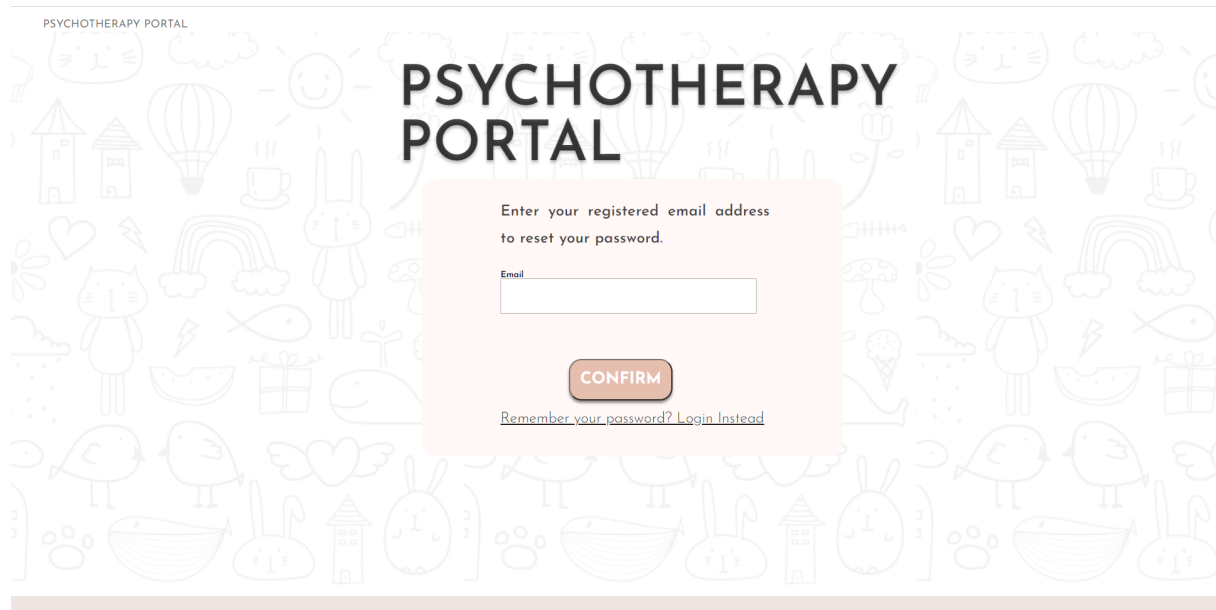 PSYCHOTHERAPY PORTAL
PSYCHOTHERAPY
PORTAL
Enter your registered email address
to reset your password.
Email
CONFIRM
Remember your password? Login Instead